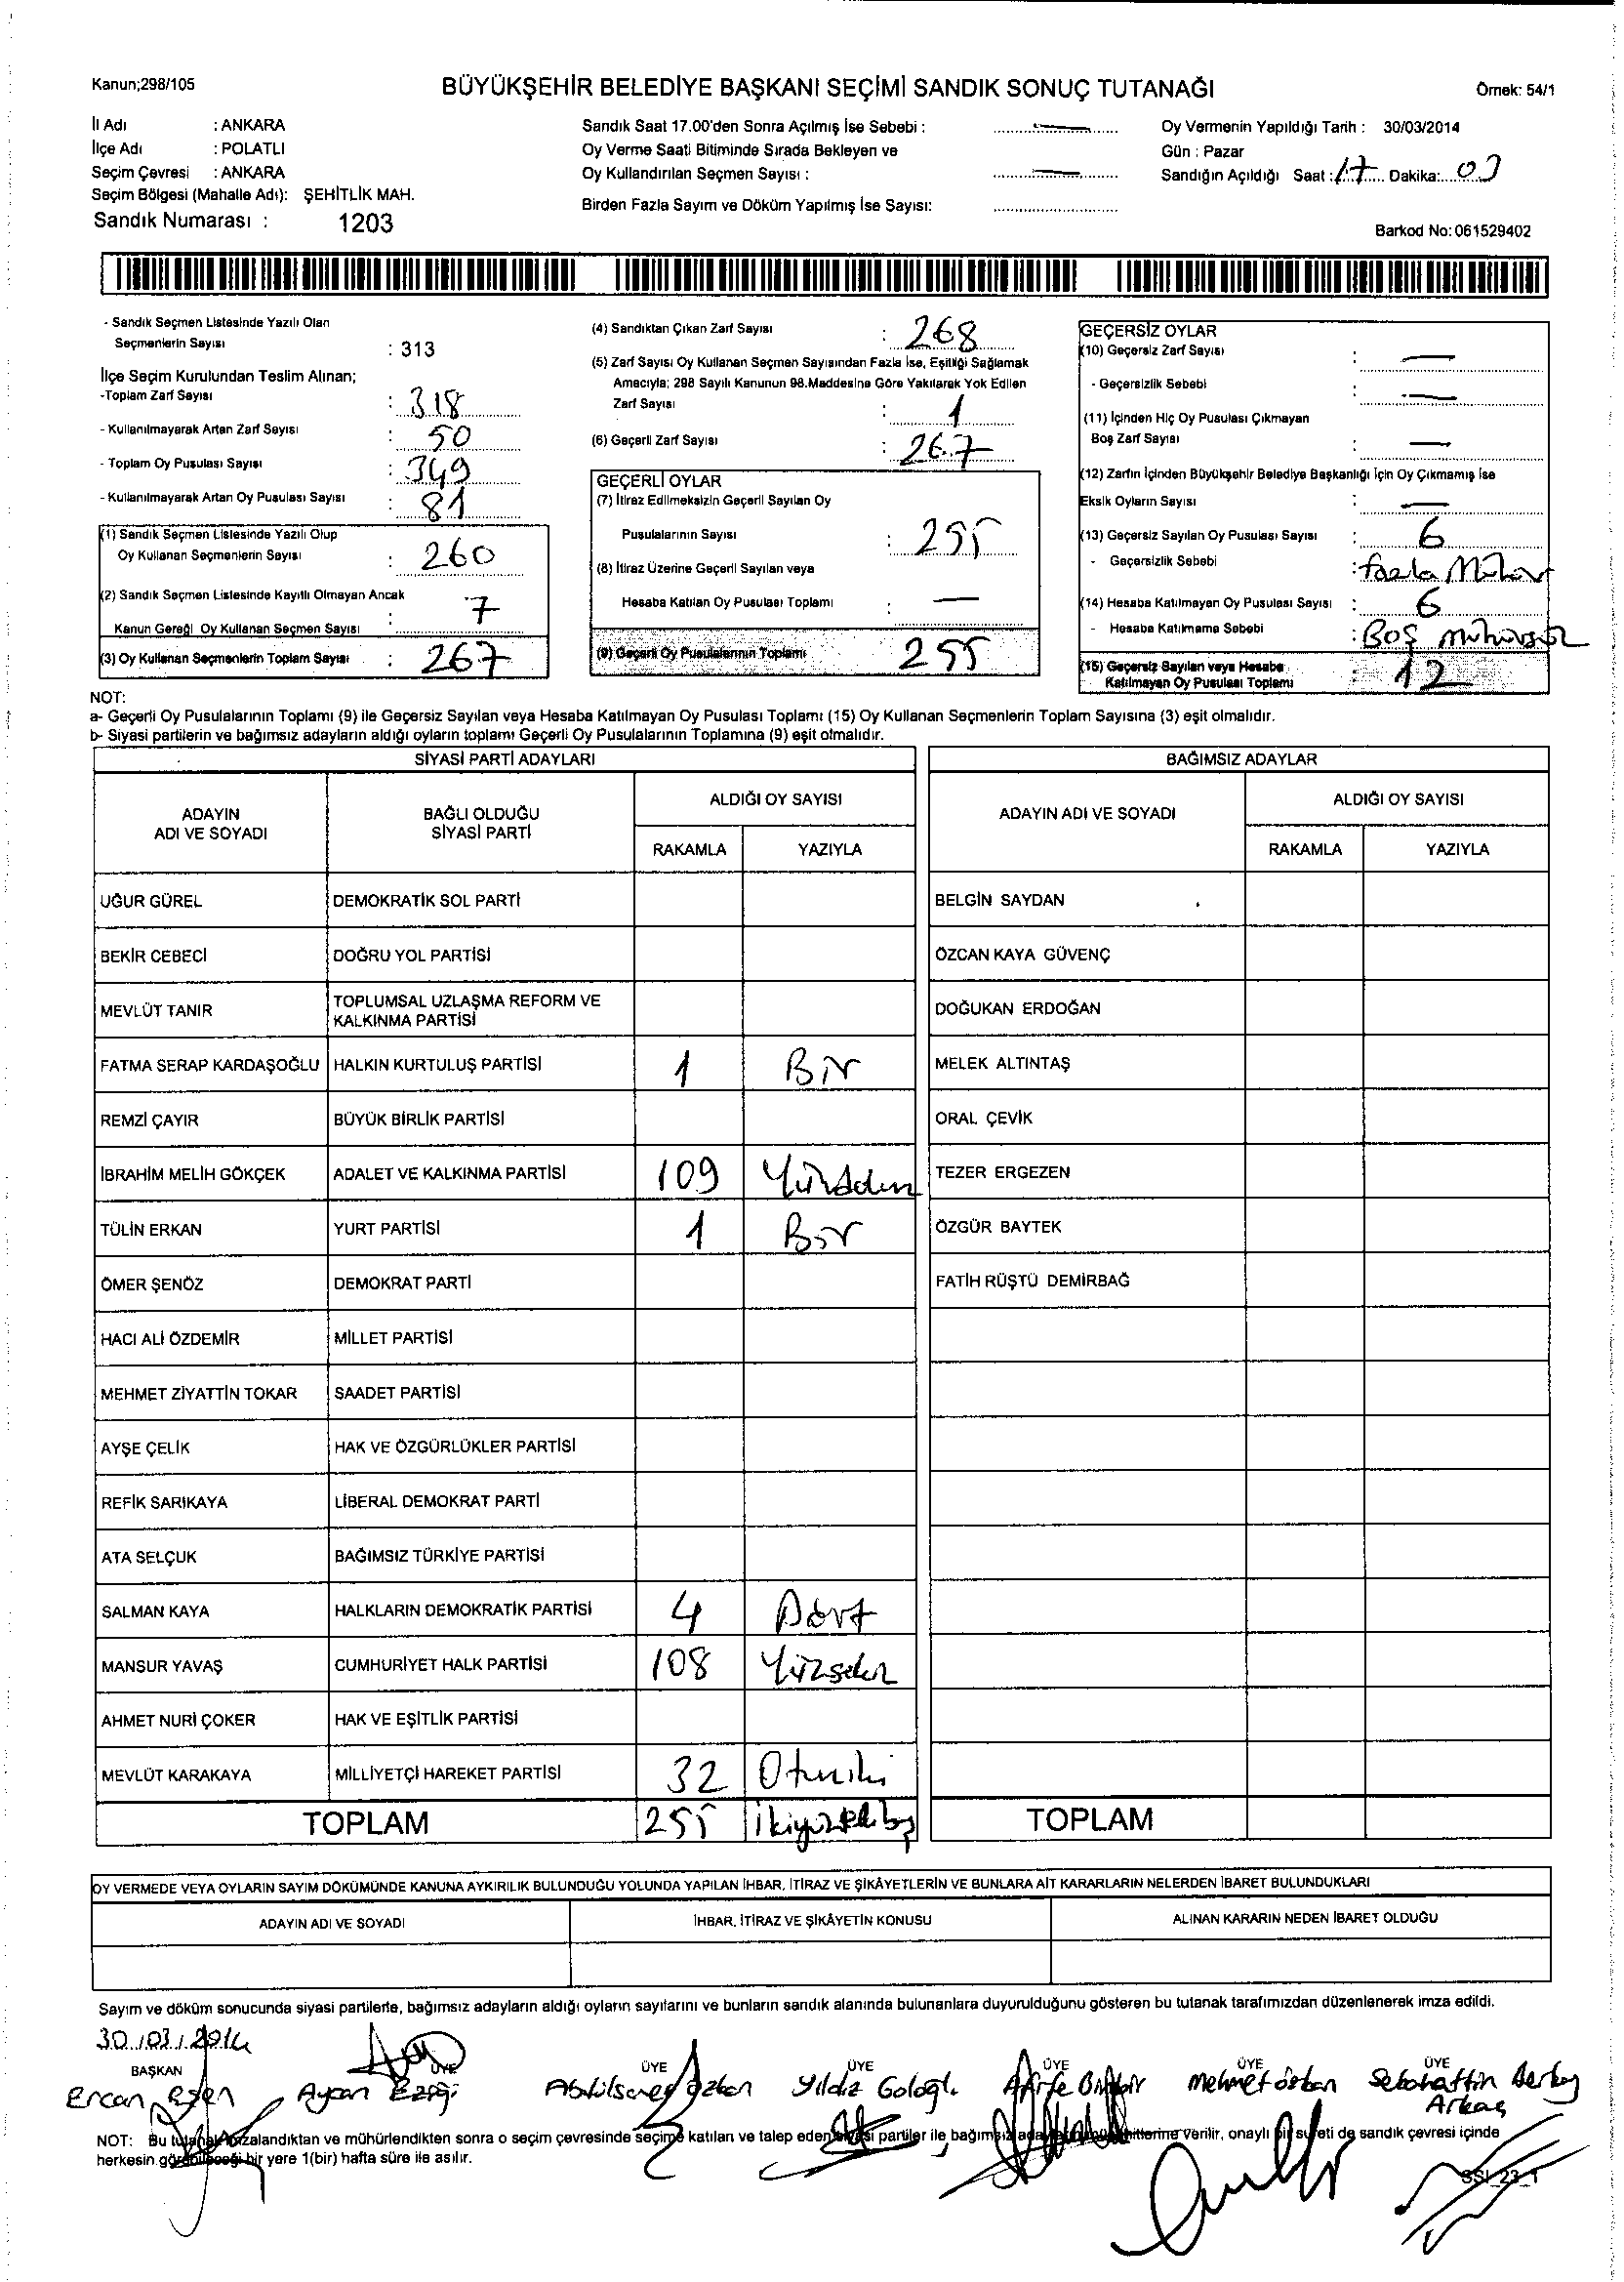 Kanun;298/105
BÜYÜKŞEHİR BELEDİYE BAŞKANI SEÇİMİ SANDIK SONUÇ TUTANAĞI
Örnek: 54/1
İl Adı : ANKARA
İlçe Adı : POLATLI
Seçim Çevresi : ANKARA
Seçim Bölgesi (Mahalle Adı): ŞEHİTLİK MAH.
Sandık Numarası : 1203
Sandık Saat 17.00'den Sonra Açılmış İse Sebebi : —
Oy Verme Saati Bitiminde Sırada Bekleyen ve
Oy Kullandırılan Seçmen Sayısı : —
Birden Fazla Sayım ve Döküm Yapılmış İse Sayısı:
Oy Vermenin Yapıldığı Tarih : 30/03/2014
Gün : Pazar
Sandığın Açıldığı Saat : 17 Dakika: 03
Barkod No: 061529402
- Sandık Seçmen Listesinde Yazılı Olan
Seçmenlerin Sayısı : 313
İlçe Seçim Kurulundan Teslim Alınan;
-Toplam Zarf Sayısı : 318
- Kullanılmayarak Artan Zarf Sayısı : 50
- Toplam Oy Pusulası Sayısı : 349
- Kullanılmayarak Artan Oy Pusulası Sayısı : 81
(1) Sandık Seçmen Listesinde Yazılı Olup
Oy Kullanan Seçmenlerin Sayısı : 260
(2) Sandık Seçmen Listesinde Kayıtlı Olmayan Ancak
Kanun Gereği Oy Kullanan Seçmen Sayısı : 7
(3) Oy Kullanan Seçmenlerin Toplam Sayısı : 267
(4) Sandıktan Çıkan Zarf Sayısı : 268
(5) Zarf Sayısı Oy Kullanan Seçmen Sayısından Fazla İse, Eşitliği Sağlamak
Amacıyla; 298 Sayılı Kanunun 98.Maddesine Göre Yakılarak Yok Edilen
Zarf Sayısı : 1
(6) Geçerli Zarf Sayısı : 267
GEÇERLİ OYLAR
(7) İtiraz Edilmeksizin Geçerli Sayılan Oy
Pusulalarının Sayısı : 255
(8) İtiraz Üzerine Geçerli Sayılan veya
Hesaba Katılan Oy Pusulası Toplamı : —
(9) Geçerli Oy Pusulalarının Toplamı 255
GEÇERSİZ OYLAR
(10) Geçersiz Zarf Sayısı : —
- Geçersizlik Sebebi : —
(11) İçinden Hiç Oy Pusulası Çıkmayan
Boş Zarf Sayısı : —
(12) Zarfın İçinden Büyükşehir Belediye Başkanlığı İçin Oy Çıkmamış İse
Eksik Oyların Sayısı : —
(13) Geçersiz Sayılan Oy Pusulası Sayısı : 6
- Geçersizlik Sebebi : fazla Mühür
(14) Hesaba Katılmayan Oy Pusulası Sayısı : 6
- Hesaba Katılmama Sebebi : Boş mühürsüz
(15) Geçersiz Sayılan veya Hesaba
Katılmayan Oy Pusulası Toplamı : 12
NOT:
a- Geçerli Oy Pusulalarının Toplamı (9) ile Geçersiz Sayılan veya Hesaba Katılmayan Oy Pusulası Toplamı (15) Oy Kullanan Seçmenlerin Toplam Sayısına (3) eşit olmalıdır.
b- Siyasi partilerin ve bağımsız adayların aldığı oyların toplamı Geçerli Oy Pusulalarının Toplamına (9) eşit olmalıdır.
SİYASİ PARTİ ADAYLARI
ADAYIN ADI VE SOYADI
BAĞLI OLDUĞU SİYASİ PARTİ
ALDIĞI OY SAYISI
RAKAMLA YAZIYLA
UĞUR GÜREL DEMOKRATİK SOL PARTİ
BEKİR CEBECİ DOĞRU YOL PARTİSİ
MEVLÜT TANIR TOPLUMSAL UZLAŞMA REFORM VE KALKINMA PARTİSİ
FATMA SERAP KARDAŞOĞLU HALKIN KURTULUŞ PARTİSİ 1 Bir
REMZİ ÇAYIR BÜYÜK BİRLİK PARTİSİ
İBRAHİM MELİH GÖKÇEK ADALET VE KALKINMA PARTİSİ 109
TÜLİN ERKAN YURT PARTİSİ 1 Bir
ÖMER ŞENÖZ DEMOKRAT PARTİ
HACI ALİ ÖZDEMİR MİLLET PARTİSİ
MEHMET ZİYATTİN TOKAR SAADET PARTİSİ
AYŞE ÇELİK HAK VE ÖZGÜRLÜKLER PARTİSİ
REFİK SARIKAYA LİBERAL DEMOKRAT PARTİ
ATA SELÇUK BAĞIMSIZ TÜRKİYE PARTİSİ
SALMAN KAYA HALKLARIN DEMOKRATİK PARTİSİ 4 Dört
MANSUR YAVAŞ CUMHURİYET HALK PARTİSİ 108 Yüzsekiz
AHMET NURİ ÇOKER HAK VE EŞİTLİK PARTİSİ
MEVLÜT KARAKAYA MİLLİYETÇİ HAREKET PARTİSİ 32 Otuziki
TOPLAM 255 ikiyüzellibeş
BAĞIMSIZ ADAYLAR
ADAYIN ADI VE SOYADI
ALDIĞI OY SAYISI
RAKAMLA YAZIYLA
BELGİN SAYDAN
ÖZCAN KAYA GÜVENÇ
DOĞUKAN ERDOĞAN
MELEK ALTINTAŞ
ORAL ÇEVİK
TEZER ERGEZEN
ÖZGÜR BAYTEK
FATİH RÜŞTÜ DEMİRBAĞ
TOPLAM
OY VERMEDE VEYA OYLARIN SAYIM DÖKÜMÜNDE KANUNA AYKIRILIK BULUNDUĞU YOLUNDA YAPILAN İHBAR, İTİRAZ VE ŞİKÂYETLERİN VE BUNLARA AİT KARARLARIN NELERDEN İBARET BULUNDUKLARI
ADAYIN ADI VE SOYADI İHBAR, İTİRAZ VE ŞİKÂYETİN KONUSU ALINAN KARARIN NEDEN İBARET OLDUĞU
Sayım ve döküm sonucunda siyasi partilerle, bağımsız adayların aldığı oyların sayılarını ve bunların sandık alanında bulunanlara duyurulduğunu gösteren bu tutanak tarafımızdan düzenlenerek imza edildi.
30/03/2014
BAŞKAN ÜYE ÜYE ÜYE ÜYE ÜYE ÜYE
Ercan Esen Aycan Ezgi Özkan Yıldız Mehmet özkan Sebahattin
Arkaş
NOT: Bu tutanak imzalandıktan ve mühürlendikten sonra o seçim çevresinde seçime katılan ve talep eden siyasi partiler ile bağımsız verilir, onaylı bir sureti de sandık çevresi içinde
herkesin görebileceği bir yere 1(bir) hafta süre ile asılır.
SSI_23_1